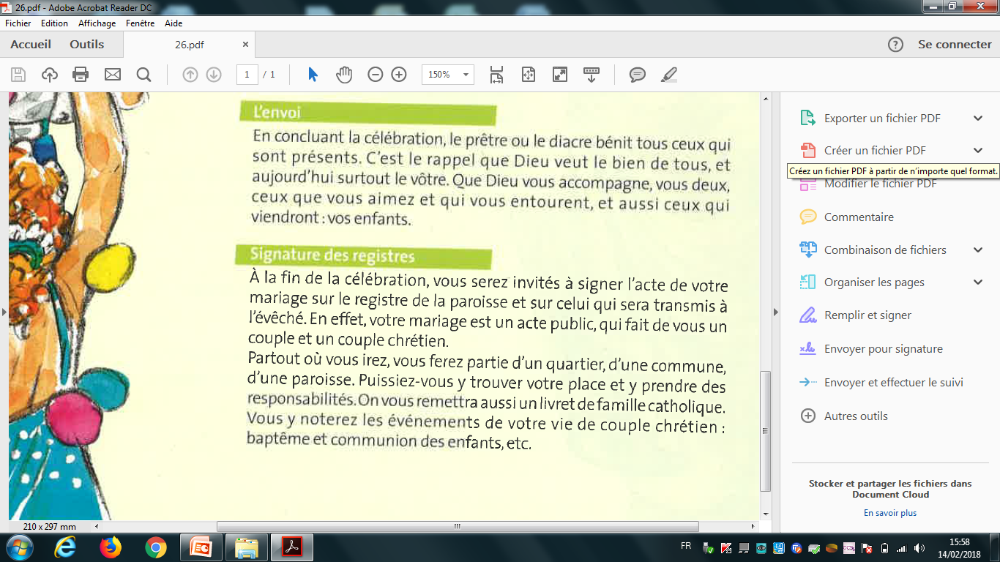 26.pdf - Adobe Acrobat Reader DC
Fichier Edition Affichage Fenêtre Aide
Accueil Outils 26.pdf × ? Se connecter
1 / 1 150%
L'envoi
En concluant la célébration, le prêtre ou le diacre bénit tous ceux qui
sont présents. C'est le rappel que Dieu veut le bien de tous, et
aujourd'hui surtout le vôtre. Que Dieu vous accompagne, vous deux,
ceux que vous aimez et qui vous entourent, et aussi ceux qui
viendront : vos enfants.
Signature des registres
À la fin de la célébration, vous serez invités à signer l'acte de votre
mariage sur le registre de la paroisse et sur celui qui sera transmis à
l'évêché. En effet, votre mariage est un acte public, qui fait de vous un
couple et un couple chrétien.
Partout où vous irez, vous ferez partie d'un quartier, d'une commune,
d'une paroisse. Puissiez-vous y trouver votre place et y prendre des
responsabilités. On vous remettra aussi un livret de famille catholique.
Vous y noterez les événements de votre vie de couple chrétien :
baptême et communion des enfants, etc.
Exporter un fichier PDF
Créer un fichier PDF
Créez un fichier PDF à partir de n'importe quel format.
Modifier le fichier PDF
Commentaire
Combinaison de fichiers
Organiser les pages
Remplir et signer
Envoyer pour signature
Envoyer et effectuer le suivi
Autres outils
Stocker et partager les fichiers dans
Document Cloud
En savoir plus
210 x 297 mm
FR
15:58
14/02/2018